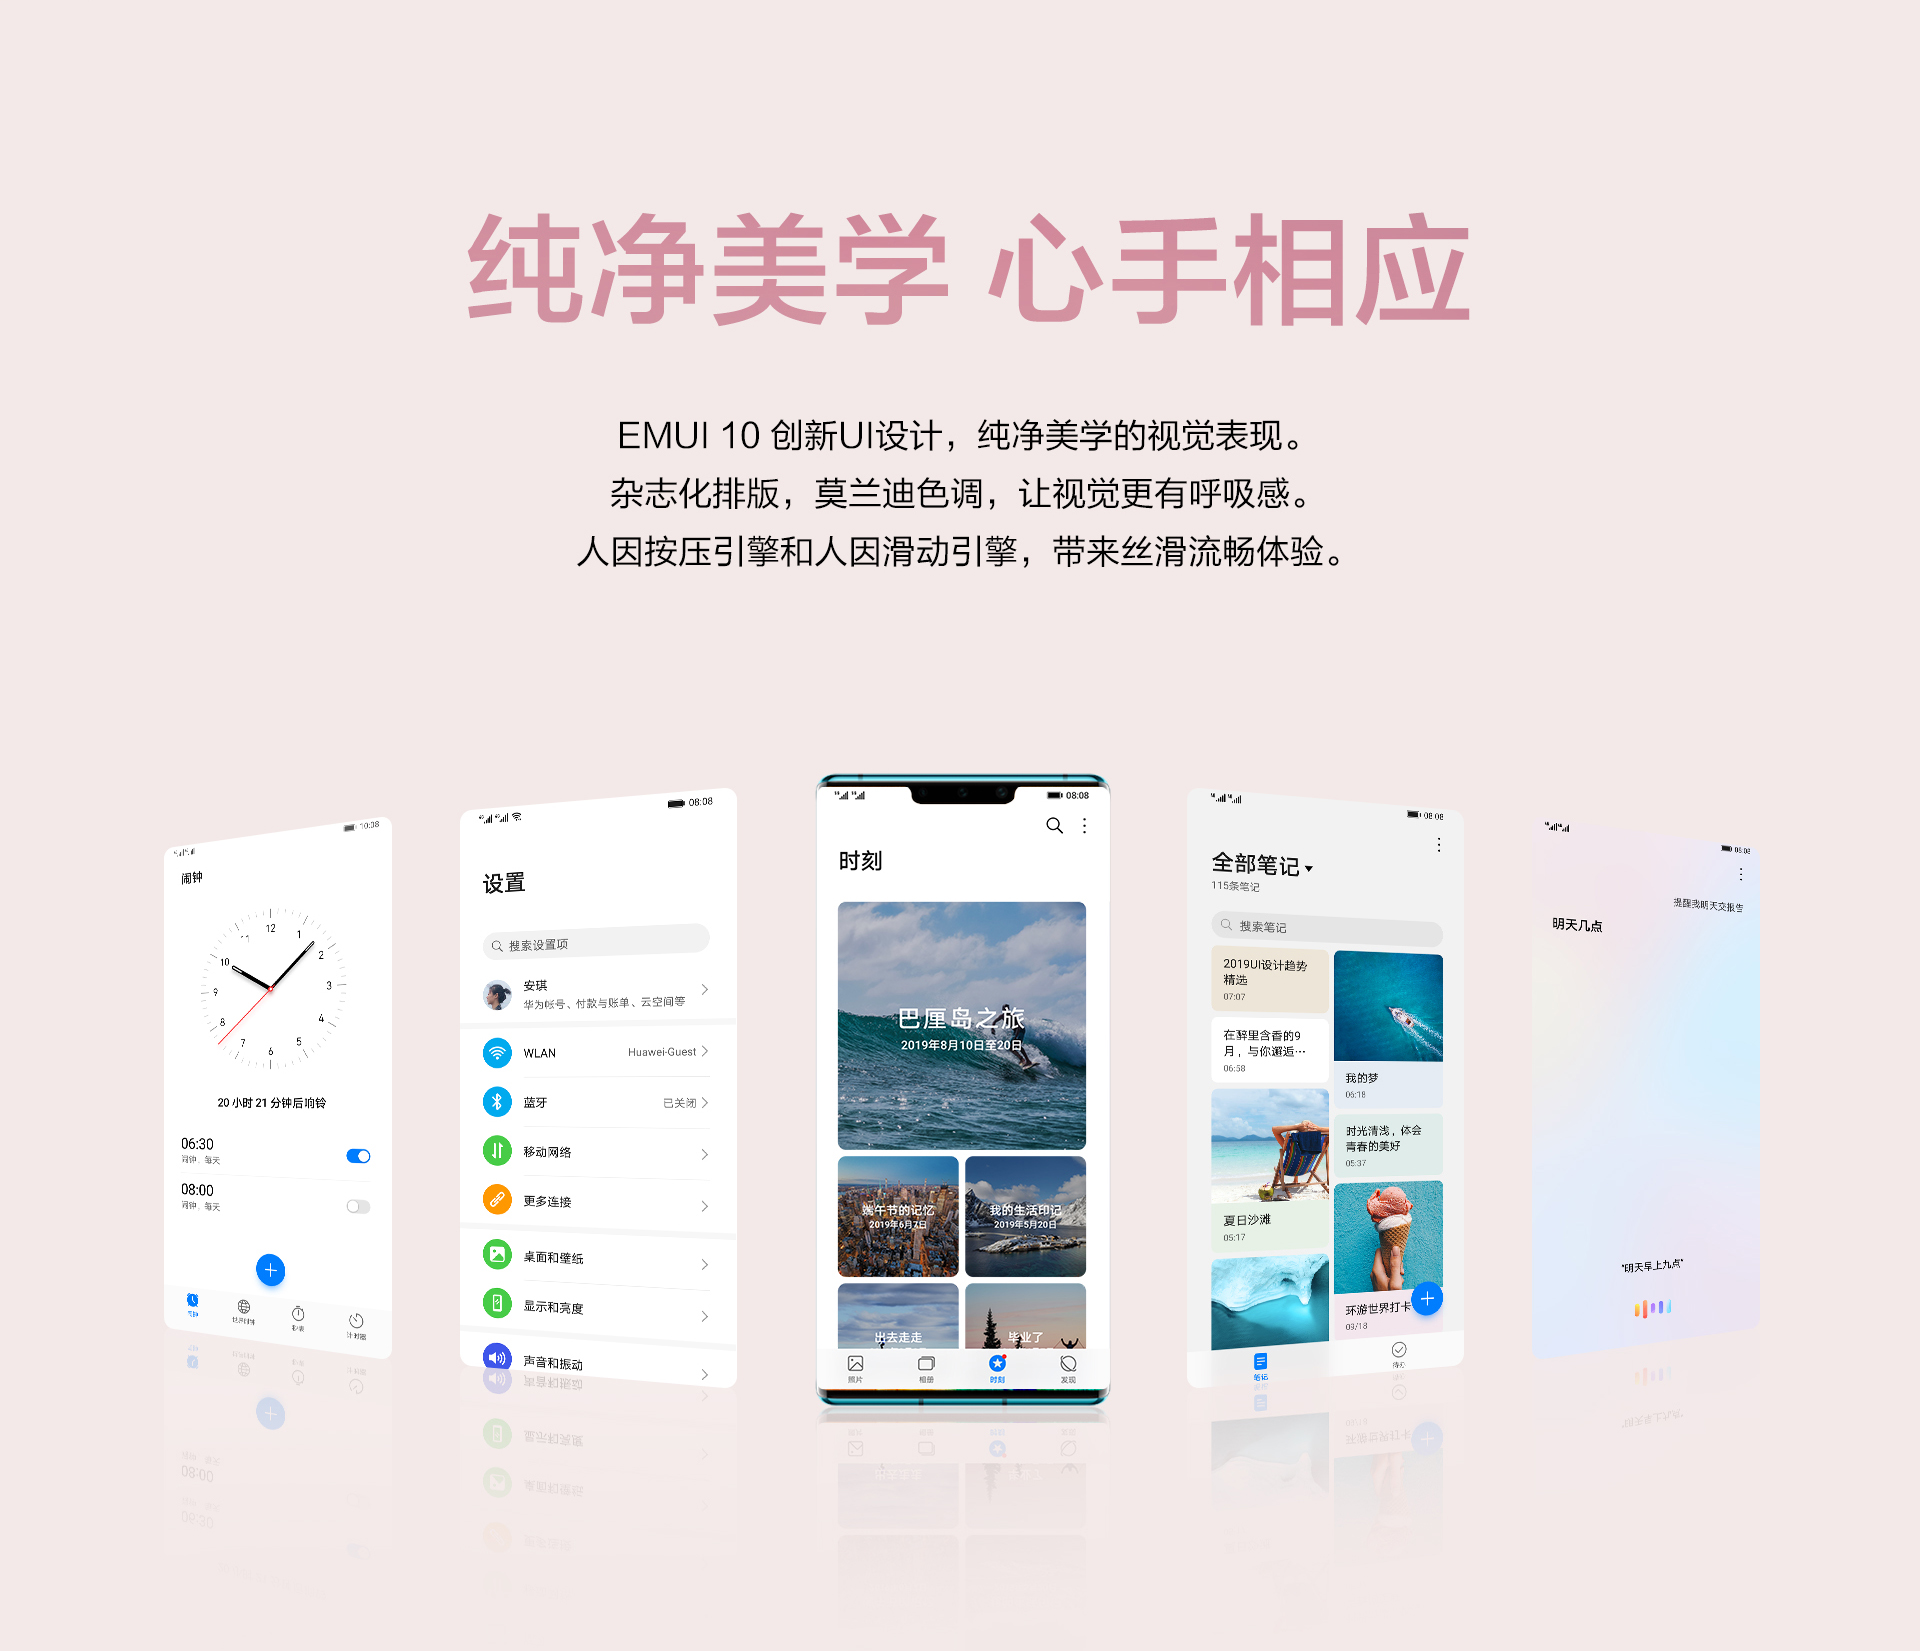 纯净美学 心手相应
EMUI 10 创新UI设计，纯净美学的视觉表现。
杂志化排版，莫兰迪色调，让视觉更有呼吸感。
人因按压引擎和人因滑动引擎，带来丝滑流畅体验。
10:08
闹钟
12
11
1
10
2
9
3
8
4
7
5
6
20 小时 21 分钟后响铃
06:30
闹钟，每天
08:00
闹钟，每天
闹钟
世界时钟
秒表
计时器
08:08
设置
搜索设置项
安琪
华为帐号、付款与账单、云空间等
WLAN
Huawei-Guest
蓝牙
已关闭
移动网络
更多连接
桌面和壁纸
显示和亮度
声音和振动
08:08
时刻
巴厘岛之旅
2019年8月10日至20日
端午节的记忆
2019年6月7日
我的生活印记
2019年5月20日
出去走走
毕业了
照片
相册
时刻
发现
08:08
全部笔记
115条笔记
搜索笔记
2019UI设计趋势
精选
07:07
在醉里含香的9
月，与你邂逅…
06:58
我的梦
06:18
时光清浅，体会
青春的美好
05:37
夏日沙滩
05:17
环游世界打卡
09/18
笔记
待办
08:08
提醒我明天交报告
明天几点
"明天早上九点"